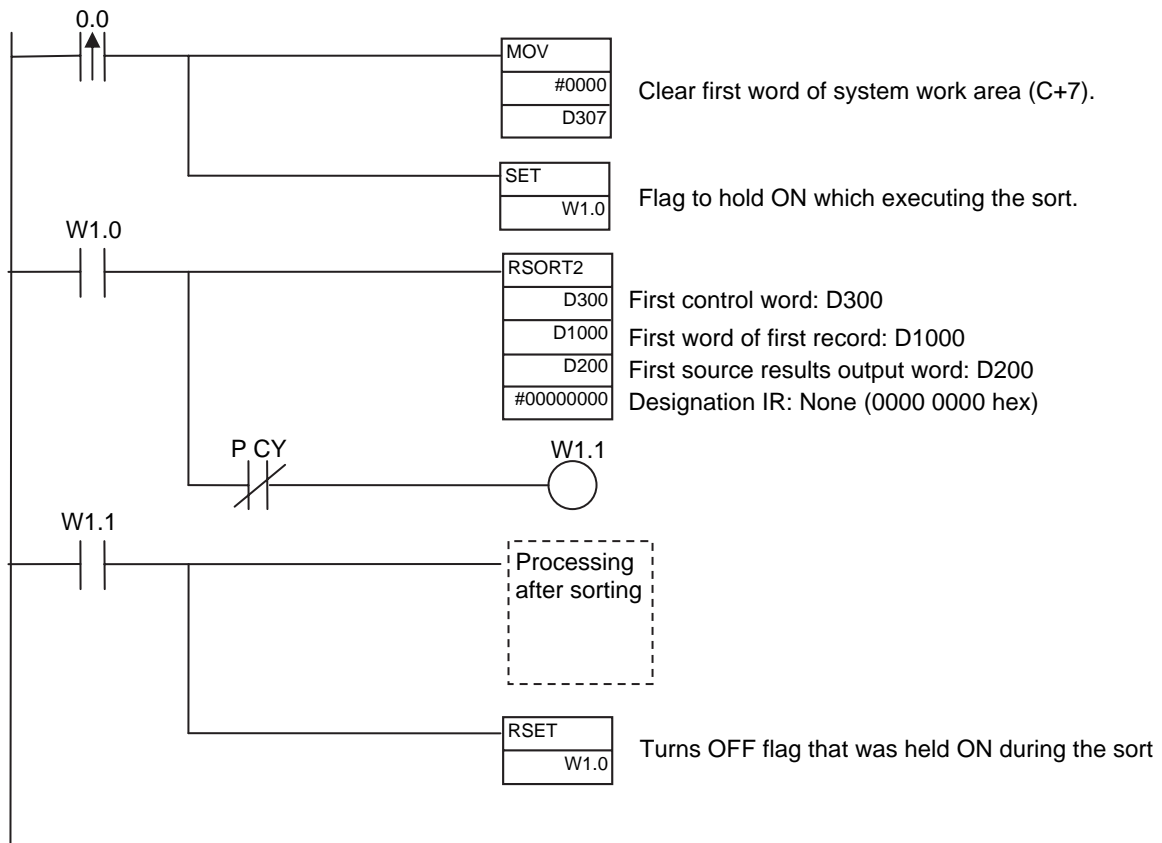 0.0
MOV
#0000
D307
Clear first word of system work area (C+7).
SET
W1.0
Flag to hold ON which executing the sort.
W1.0
RSORT2
D300
First control word: D300
D1000
First word of first record: D1000
D200
First source results output word: D200
#00000000
Designation IR: None (0000 0000 hex)
P CY
W1.1
W1.1
Processing
after sorting
RSET
W1.0
Turns OFF flag that was held ON during the sort